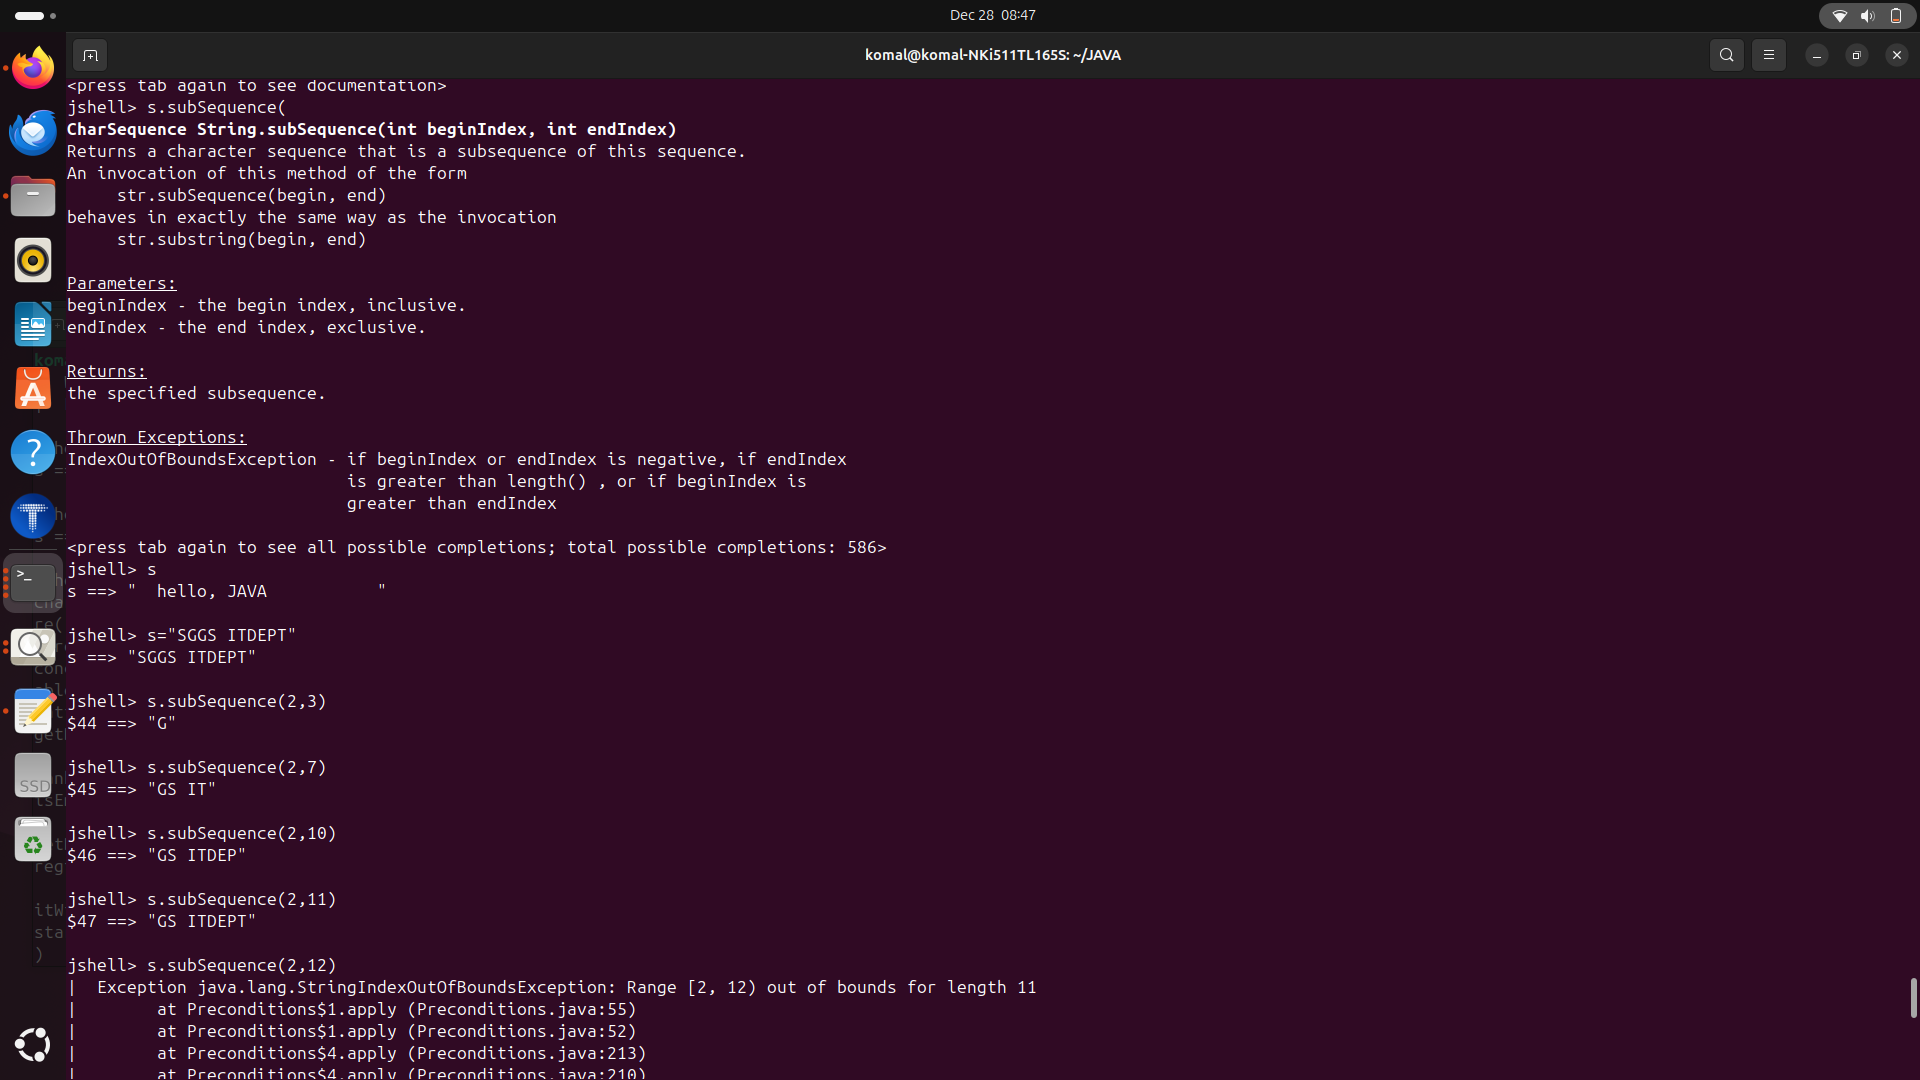 Dec 28 08:47
komal@komal-NKi511TL165S: ~/JAVA
<press tab again to see documentation>
jshell> s.subSequence(
CharSequence String.subSequence(int beginIndex, int endIndex)
Returns a character sequence that is a subsequence of this sequence.
An invocation of this method of the form
     str.subSequence(begin, end)
behaves in exactly the same way as the invocation
     str.substring(begin, end)
Parameters:
beginIndex - the begin index, inclusive.
endIndex - the end index, exclusive.
Returns:
the specified subsequence.
Thrown Exceptions:
IndexOutOfBoundsException - if beginIndex or endIndex is negative, if endIndex
                            is greater than length() , or if beginIndex is
                            greater than endIndex
<press tab again to see all possible completions; total possible completions: 586>
jshell> s
s ==> "  hello, JAVA           "
jshell> s="SGGS ITDEPT"
s ==> "SGGS ITDEPT"
jshell> s.subSequence(2,3)
$44 ==> "G"
jshell> s.subSequence(2,7)
$45 ==> "GS IT"
jshell> s.subSequence(2,10)
$46 ==> "GS ITDEP"
jshell> s.subSequence(2,11)
$47 ==> "GS ITDEPT"
jshell> s.subSequence(2,12)
|  Exception java.lang.StringIndexOutOfBoundsException: Range [2, 12) out of bounds for length 11
|        at Preconditions$1.apply (Preconditions.java:55)
|        at Preconditions$1.apply (Preconditions.java:52)
|        at Preconditions$4.apply (Preconditions.java:213)
|        at Preconditions$4.apply (Preconditions.java:210)
SSD